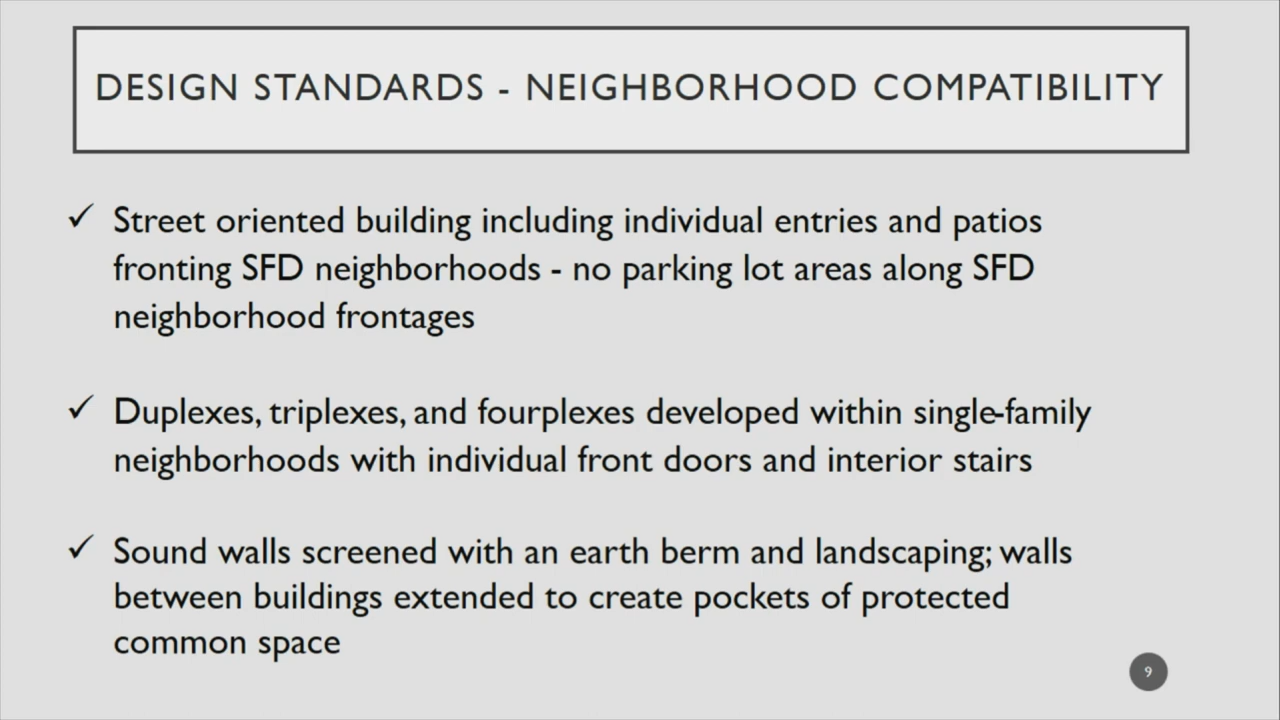 DESIGN STANDARDS - NEIGHBORHOOD COMPATIBILITY
✓ Street oriented building including individual entries and patios
fronting SFD neighborhoods - no parking lot areas along SFD
neighborhood frontages
✓ Duplexes, triplexes, and fourplexes developed within single-family
neighborhoods with individual front doors and interior stairs
✓ Sound walls screened with an earth berm and landscaping; walls
between buildings extended to create pockets of protected
common space
9